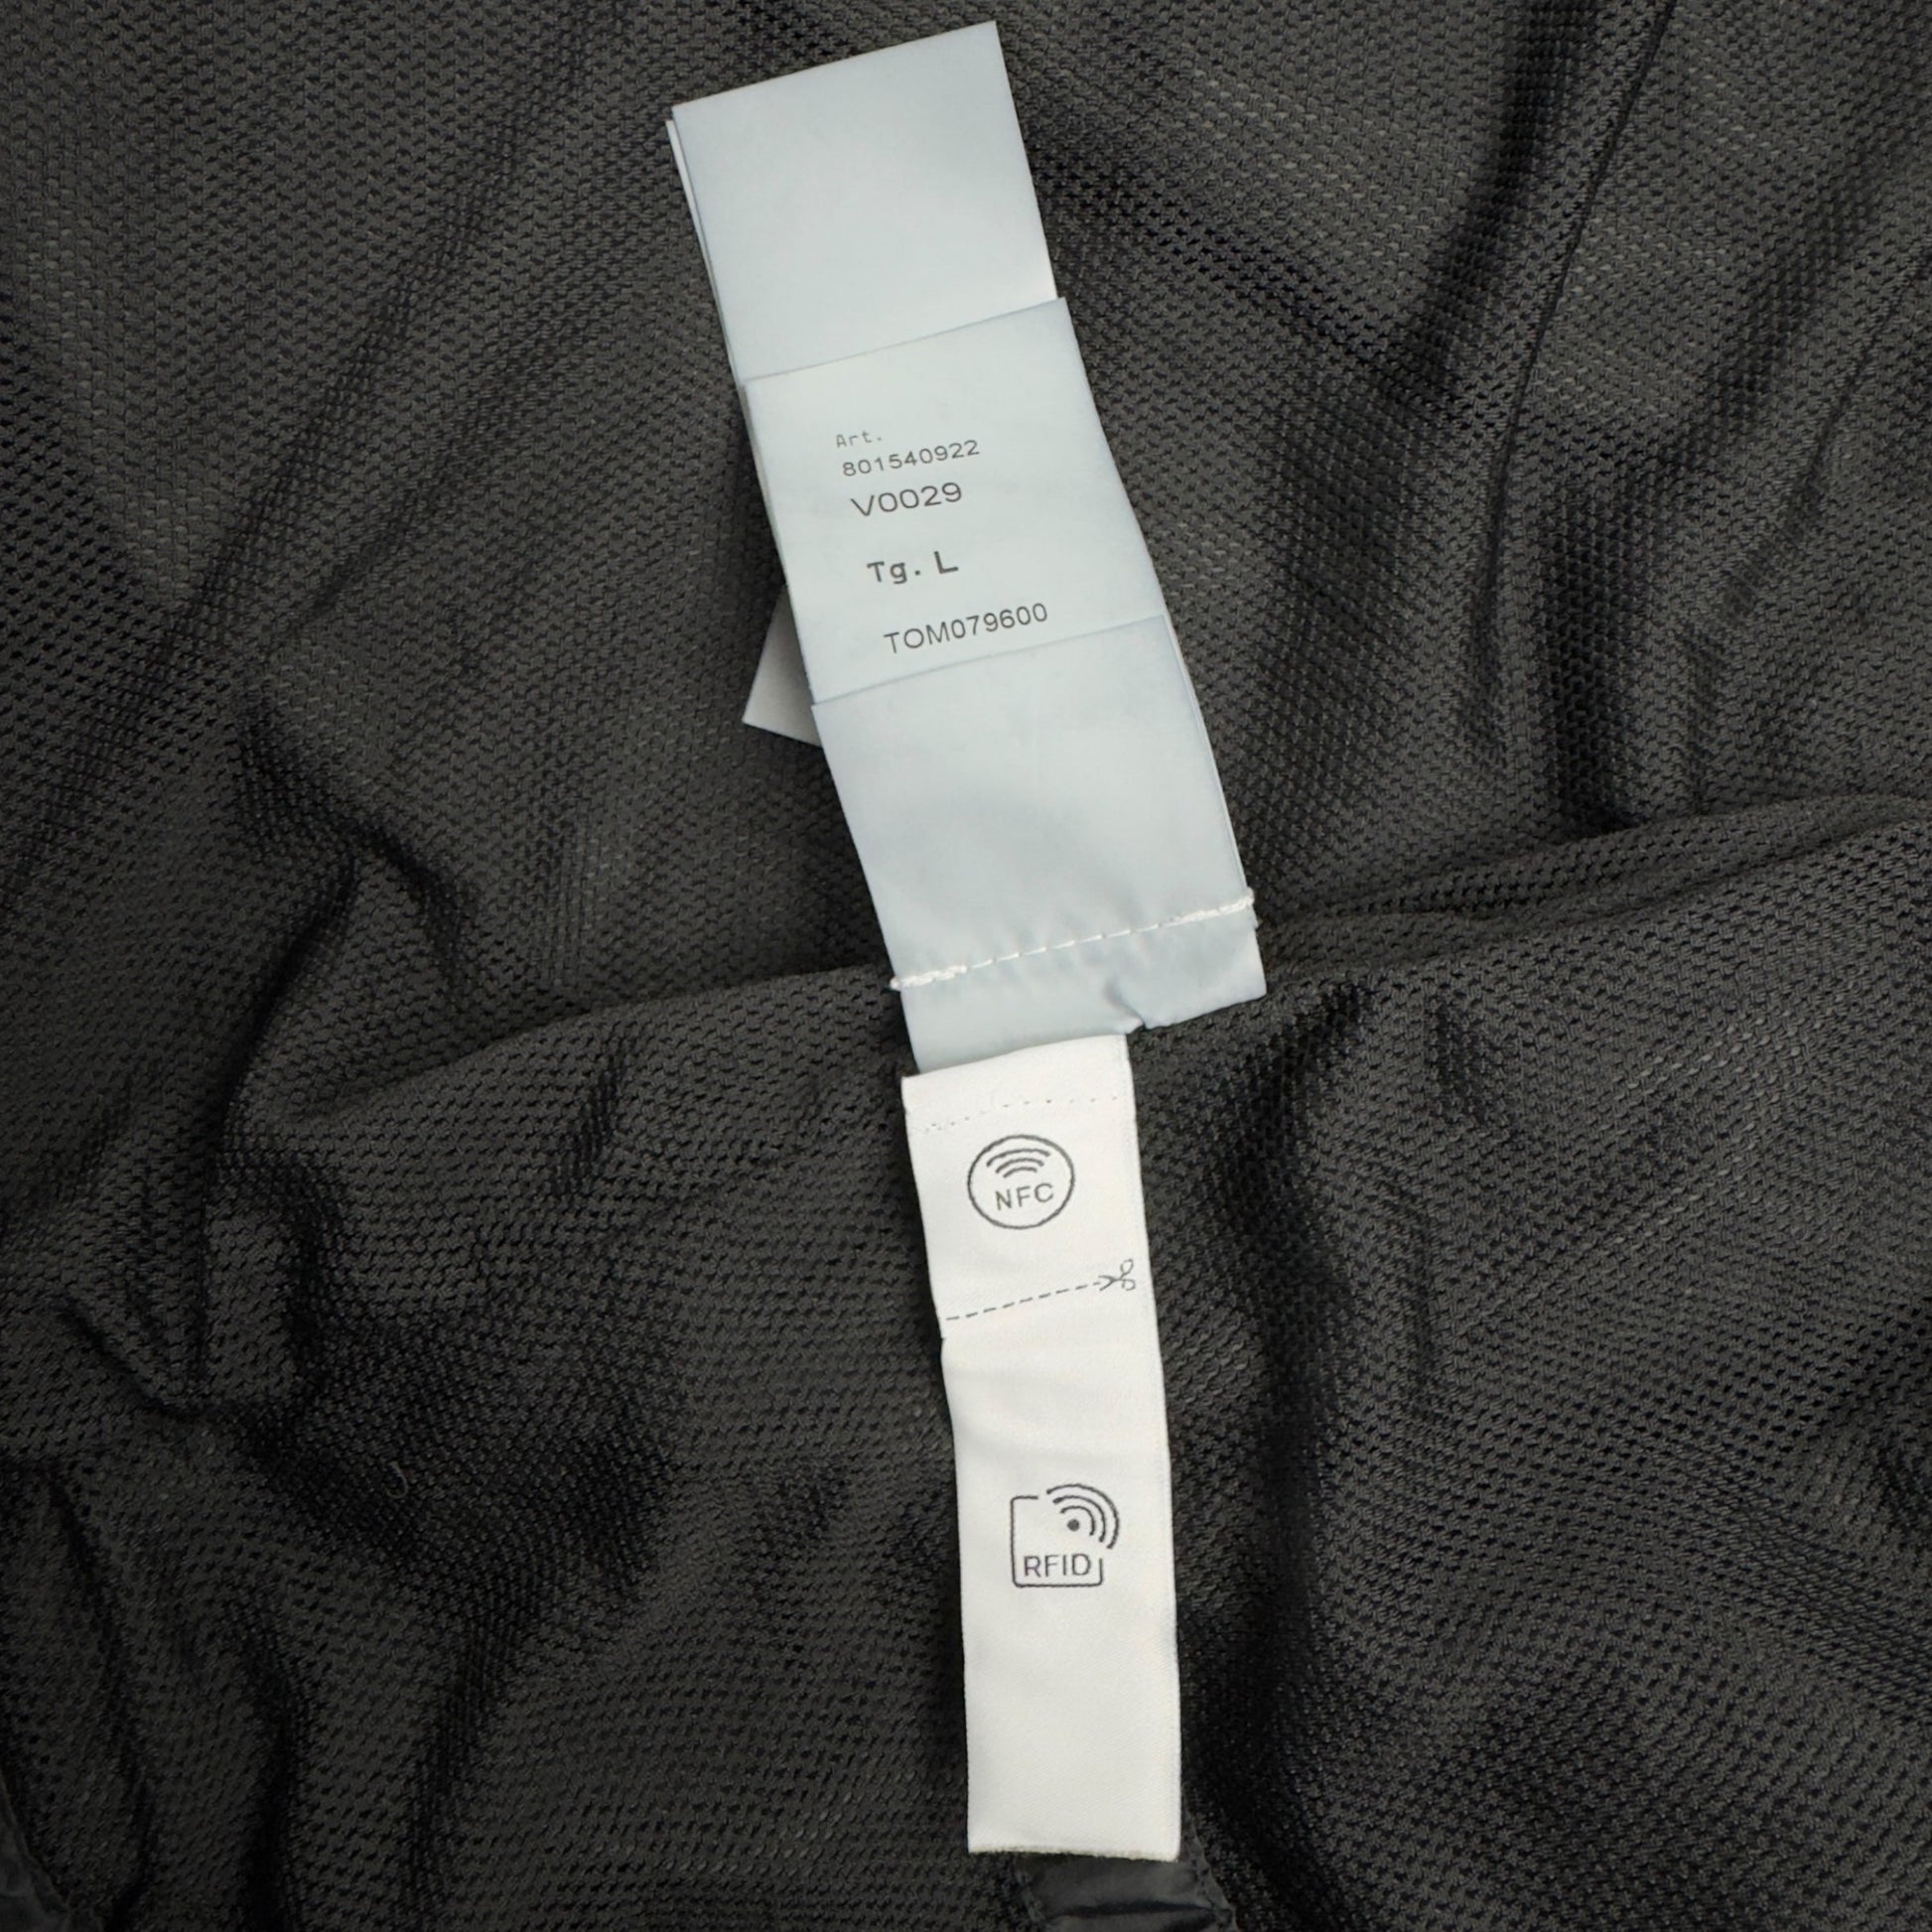 Art.
801540922
V0029
Tg. L
TOM079600
NFC
RFID